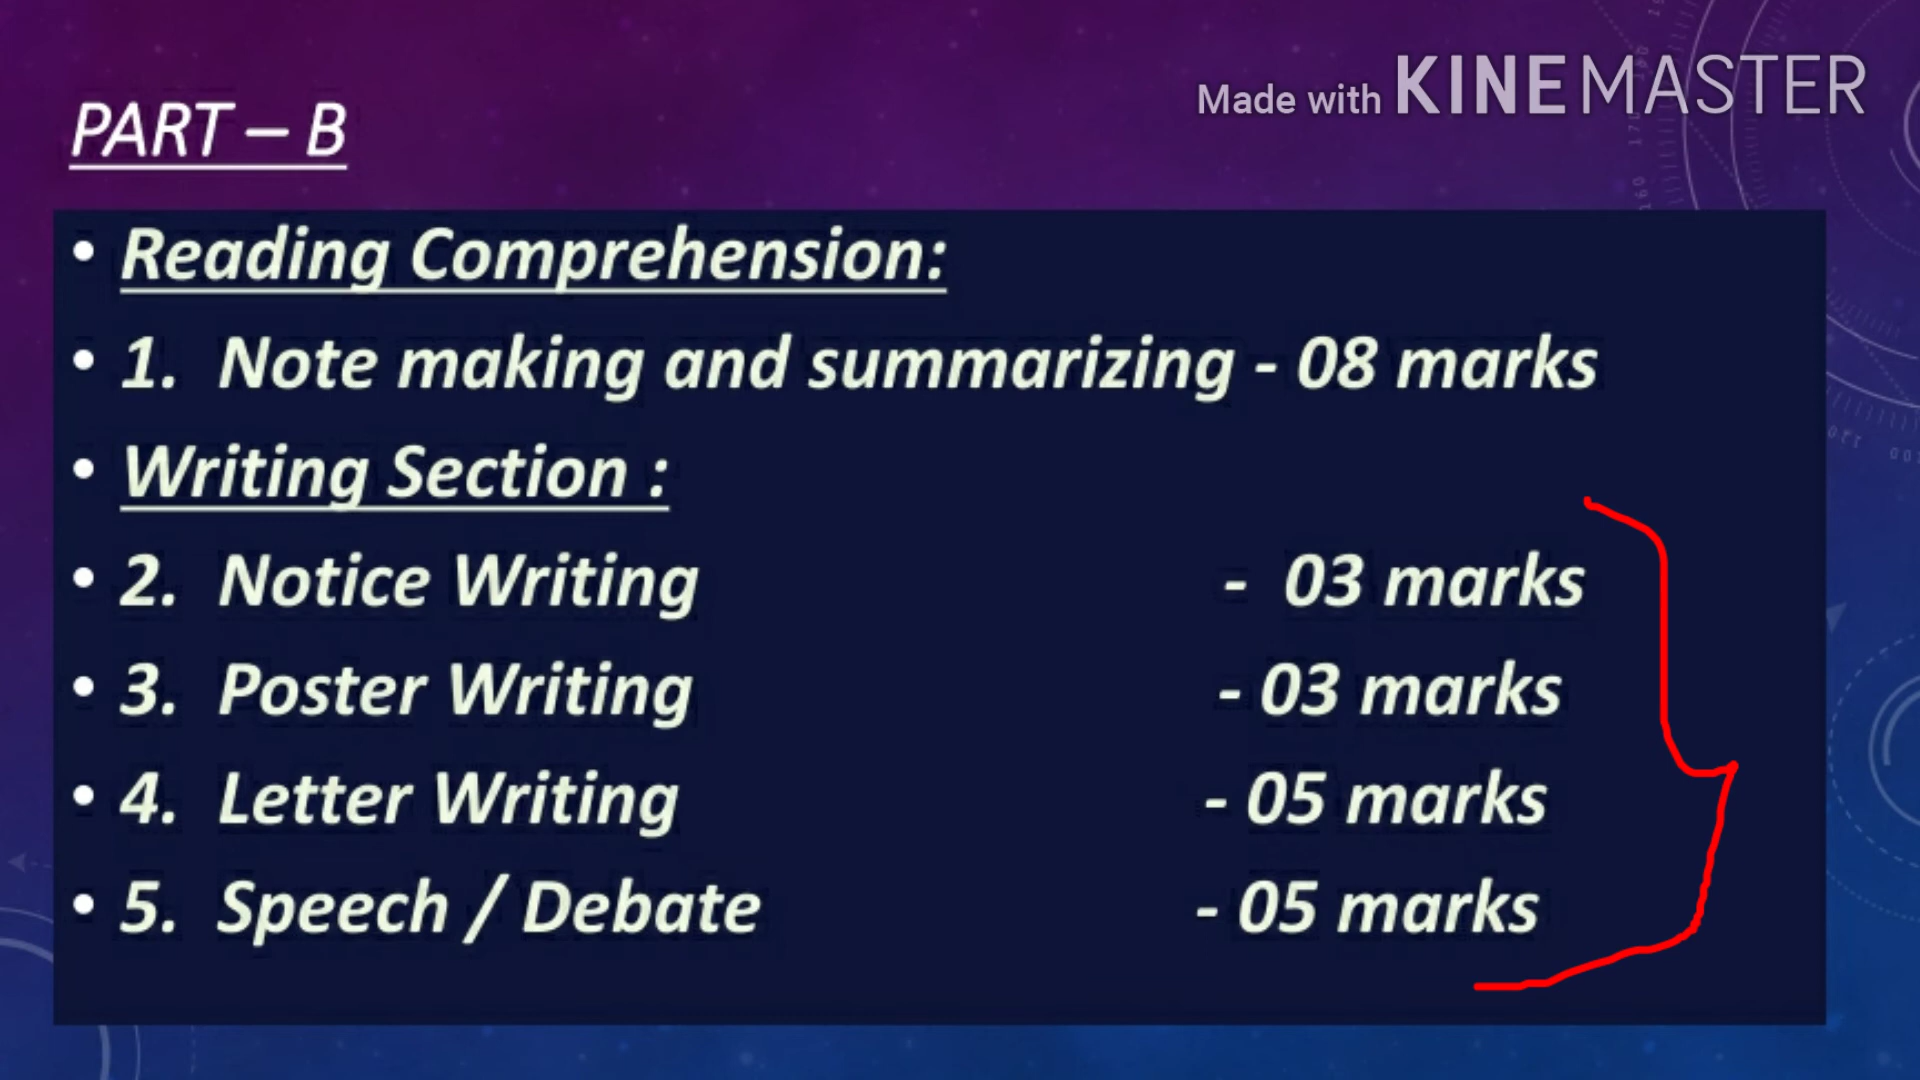 Made with KINEMASTER
PART – B
• Reading Comprehension:
• 1. Note making and summarizing - 08 marks
• Writing Section :
• 2. Notice Writing - 03 marks
• 3. Poster Writing - 03 marks
• 4. Letter Writing - 05 marks
• 5. Speech / Debate - 05 marks